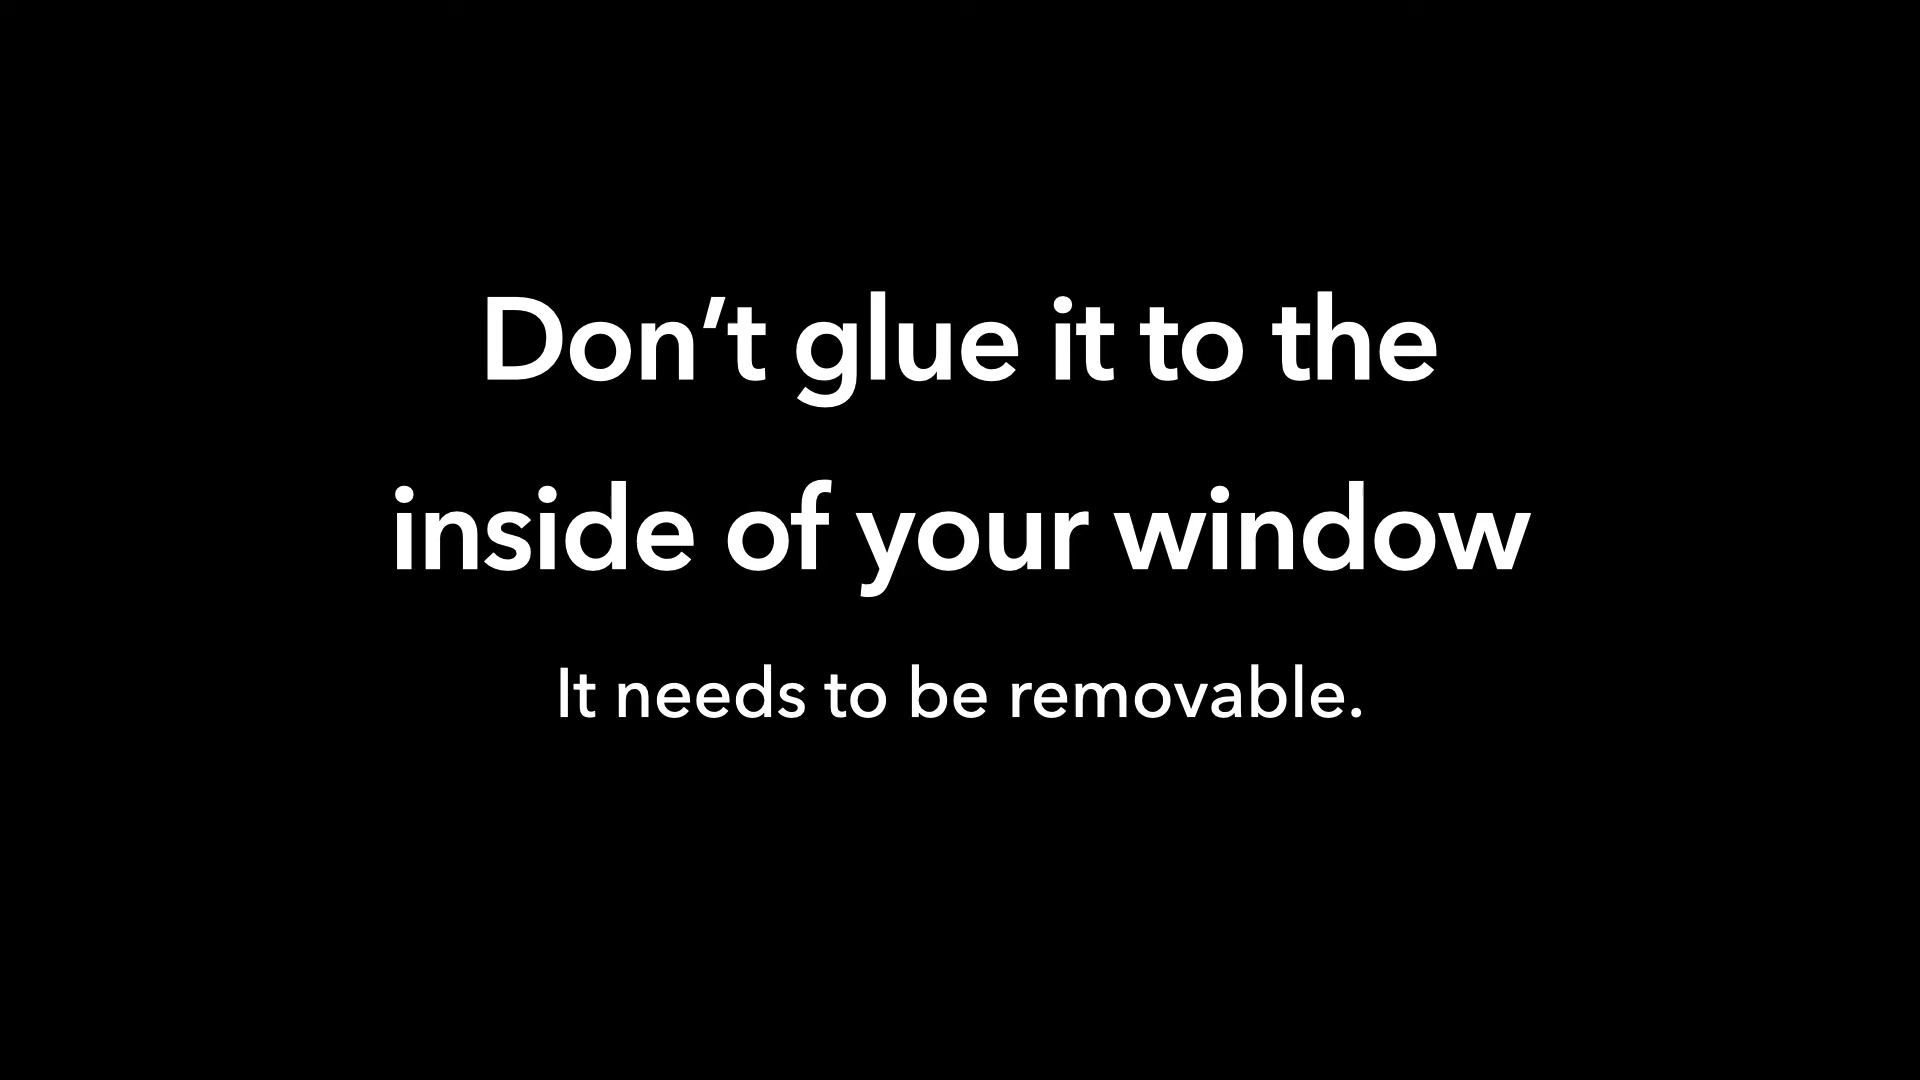 Don’t glue it to the
inside of your window
It needs to be removable.